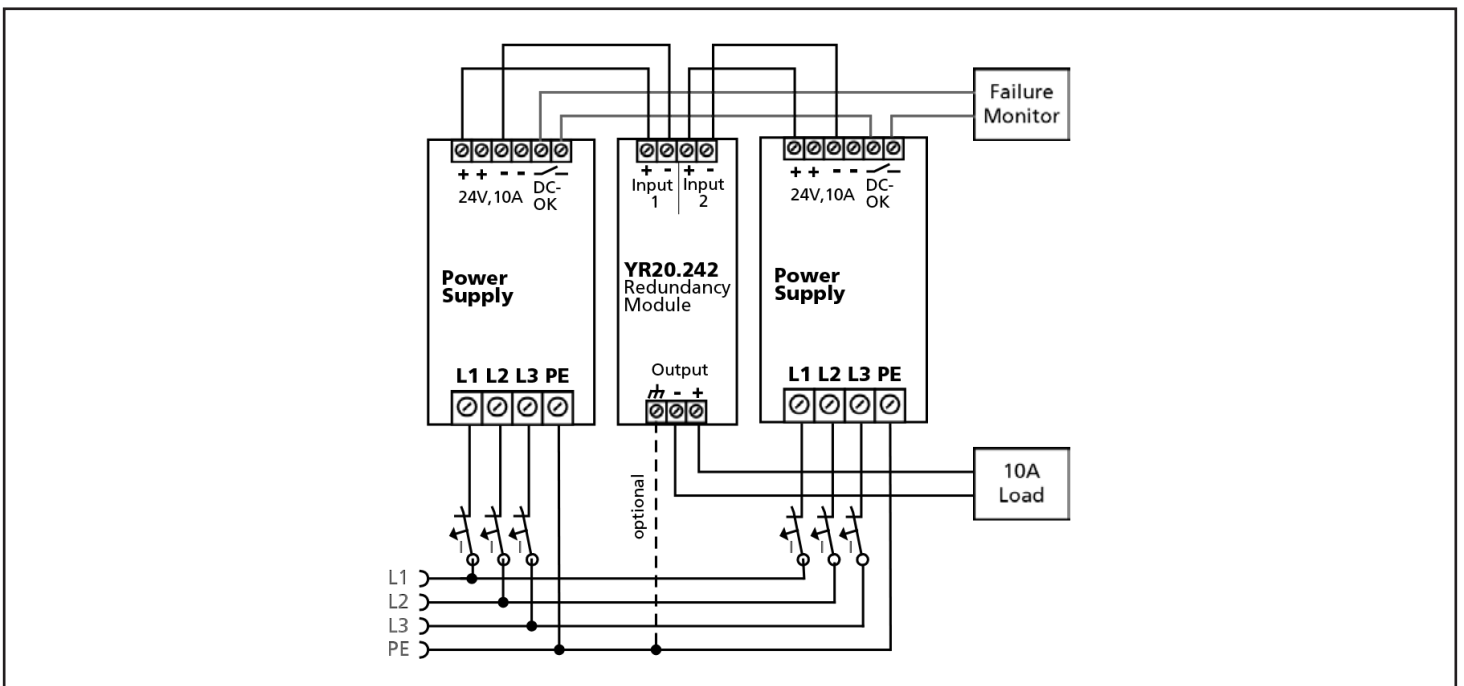 Failure
Monitor
+ + - - DC-
24V,10A OK
+ - + -
Input Input
1 2
+ + - - DC-
24V,10A OK
Power
Supply
YR20.242
Redundancy
Module
Power
Supply
L1 L2 L3 PE
Output
- +
L1 L2 L3 PE
10A
Load
optional
I I I
I I I
L1
L2
L3
PE